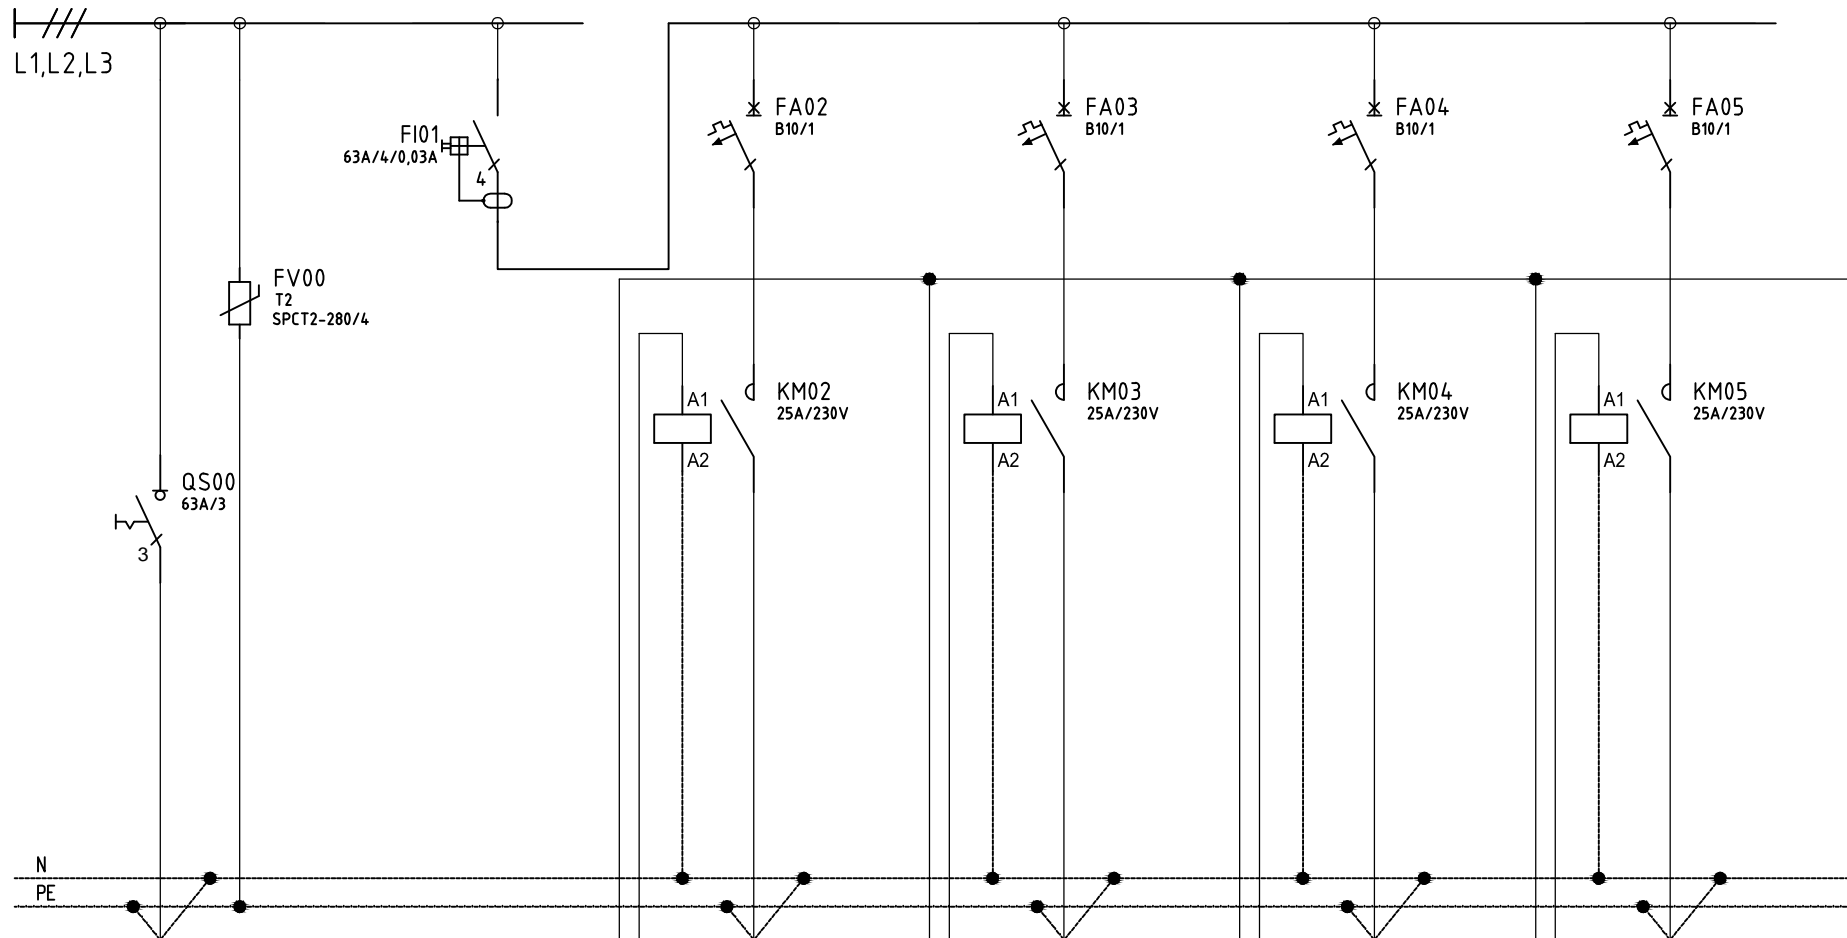 L1,L2,L3
FI01
63A/4/0,03A
4
FA02
B10/1
FA03
B10/1
FA04
B10/1
FA05
B10/1
FV00
T2
SPCT2-280/4
A1
A2
KM02
25A/230V
A1
A2
KM03
25A/230V
A1
A2
KM04
25A/230V
A1
A2
KM05
25A/230V
QS00
63A/3
3
N
PE